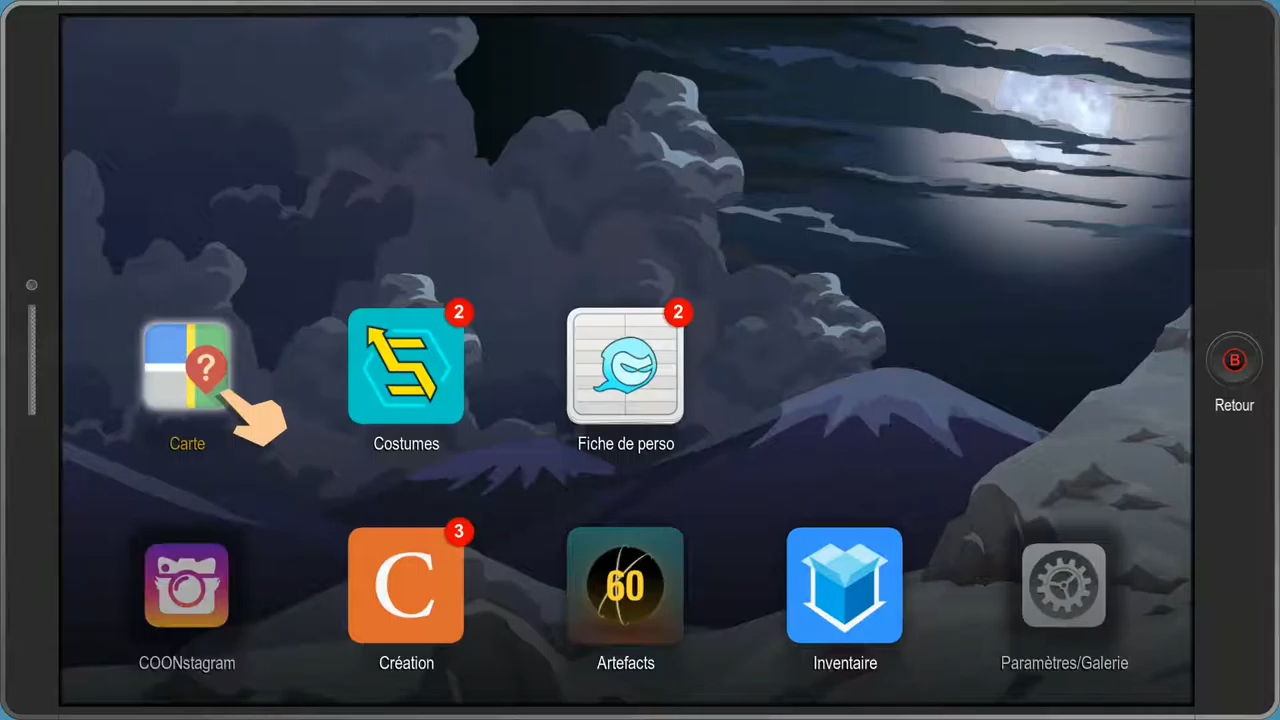 2
2
?
Carte
Costumes
Fiche de perso
B
Retour
3
C
60
COONstagram
Création
Artefacts
Inventaire
Paramètres/Galerie